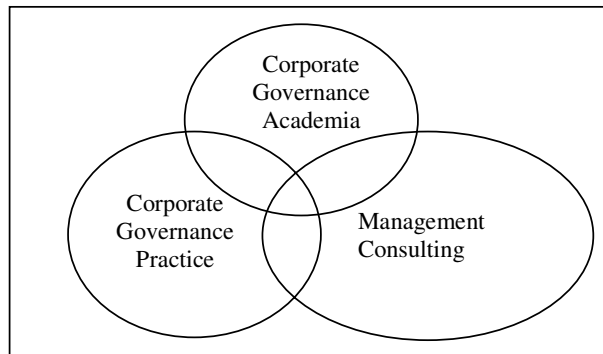 Corporate
Governance
Academia
Corporate
Governance
Practice
Management
Consulting